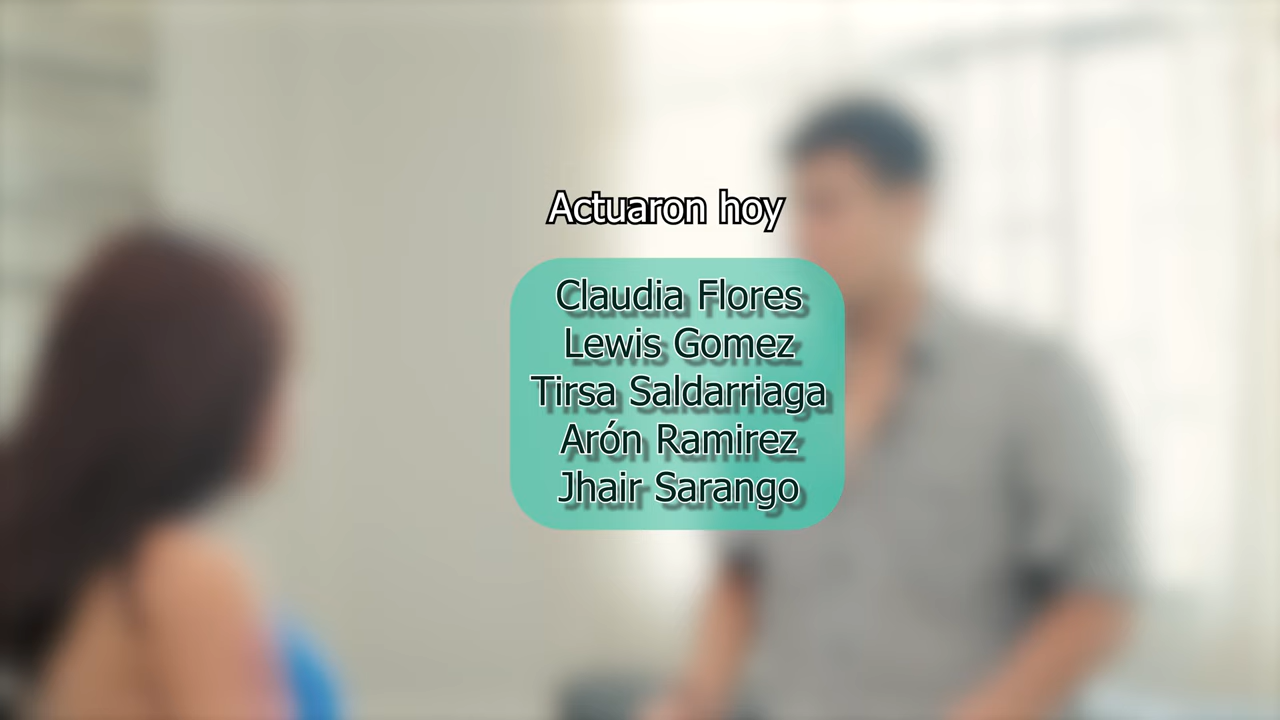 Actuaron hoy
Claudia Flores
Lewis Gomez
Tirsa Saldarriaga
Arón Ramirez
Jhair Sarango